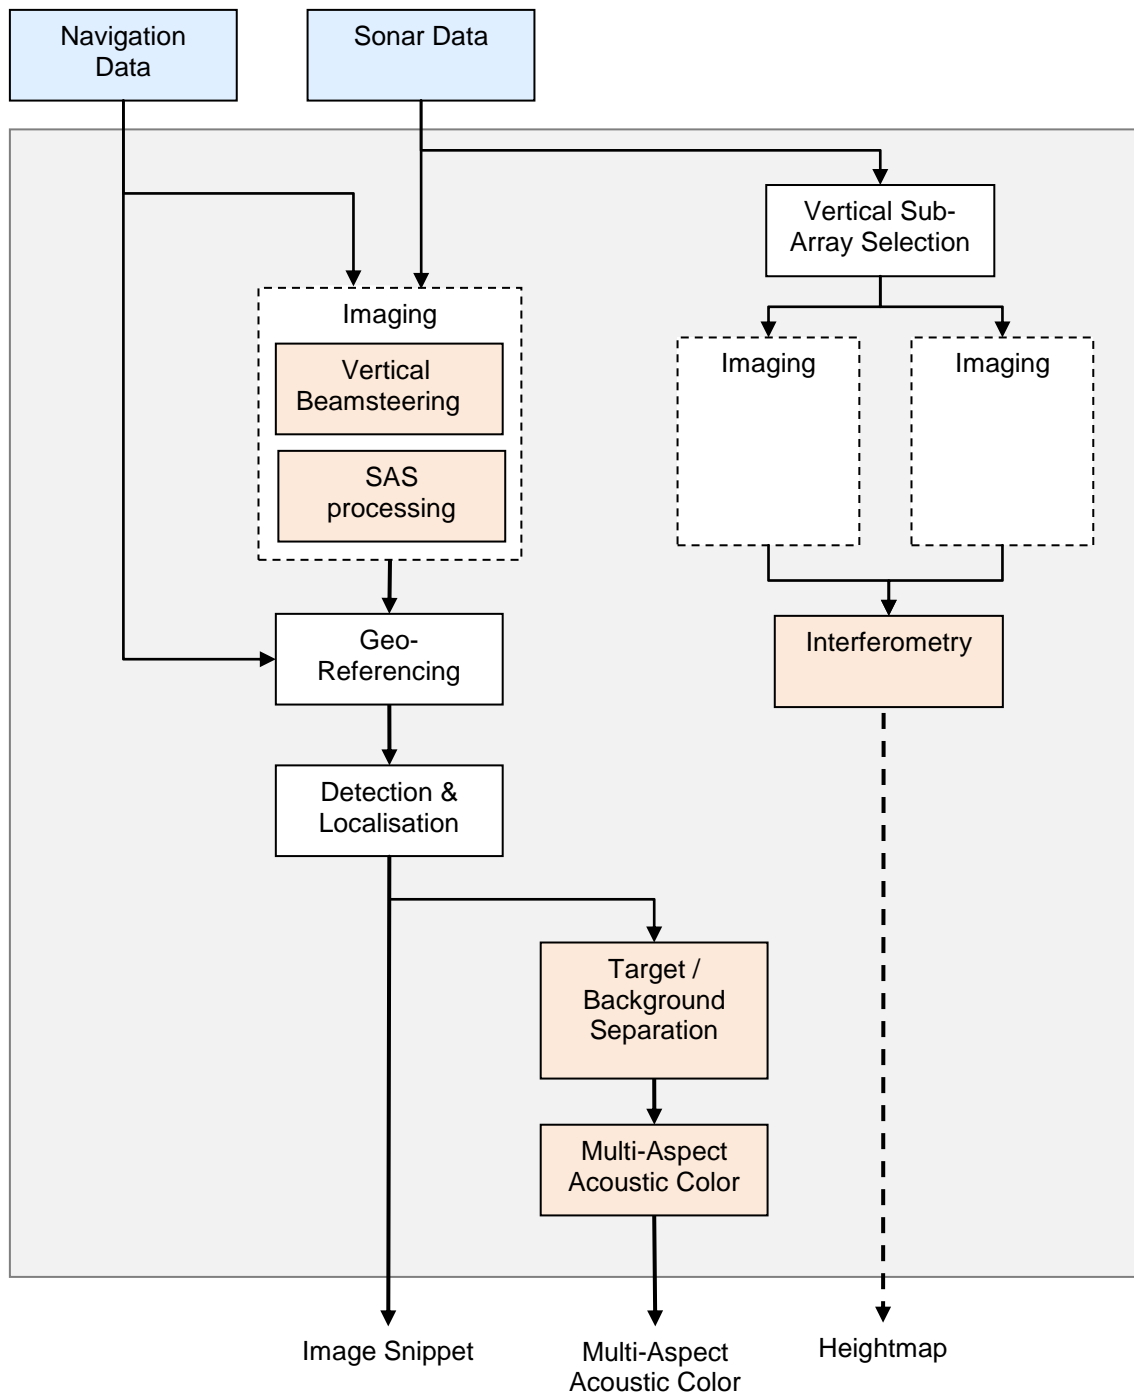 Navigation
Data
Sonar Data
Vertical Sub-
Array Selection
Imaging
Vertical
Beamsteering
SAS
processing
Imaging
Imaging
Geo-
Referencing
Interferometry
Detection &
Localisation
Target /
Background
Separation
Multi-Aspect
Acoustic Color
Image Snippet
Multi-Aspect
Acoustic Color
Heightmap